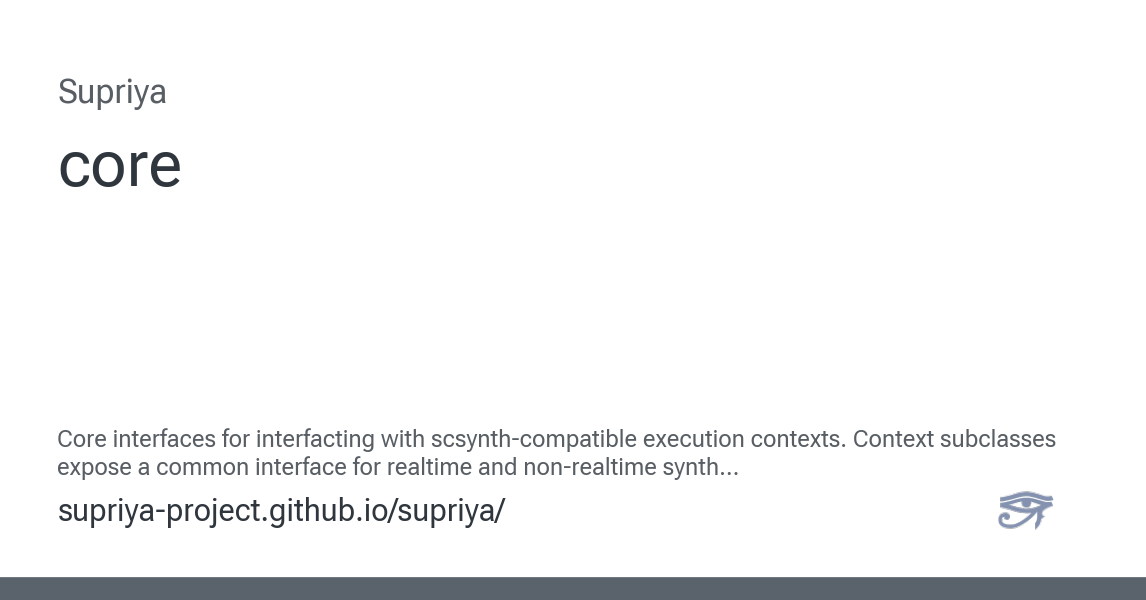 Supriya
core
Core interfaces for interfacting with scsynth-compatible execution contexts. Context subclasses
expose a common interface for realtime and non-realtime synth...
supriya-project.github.io/supriya/